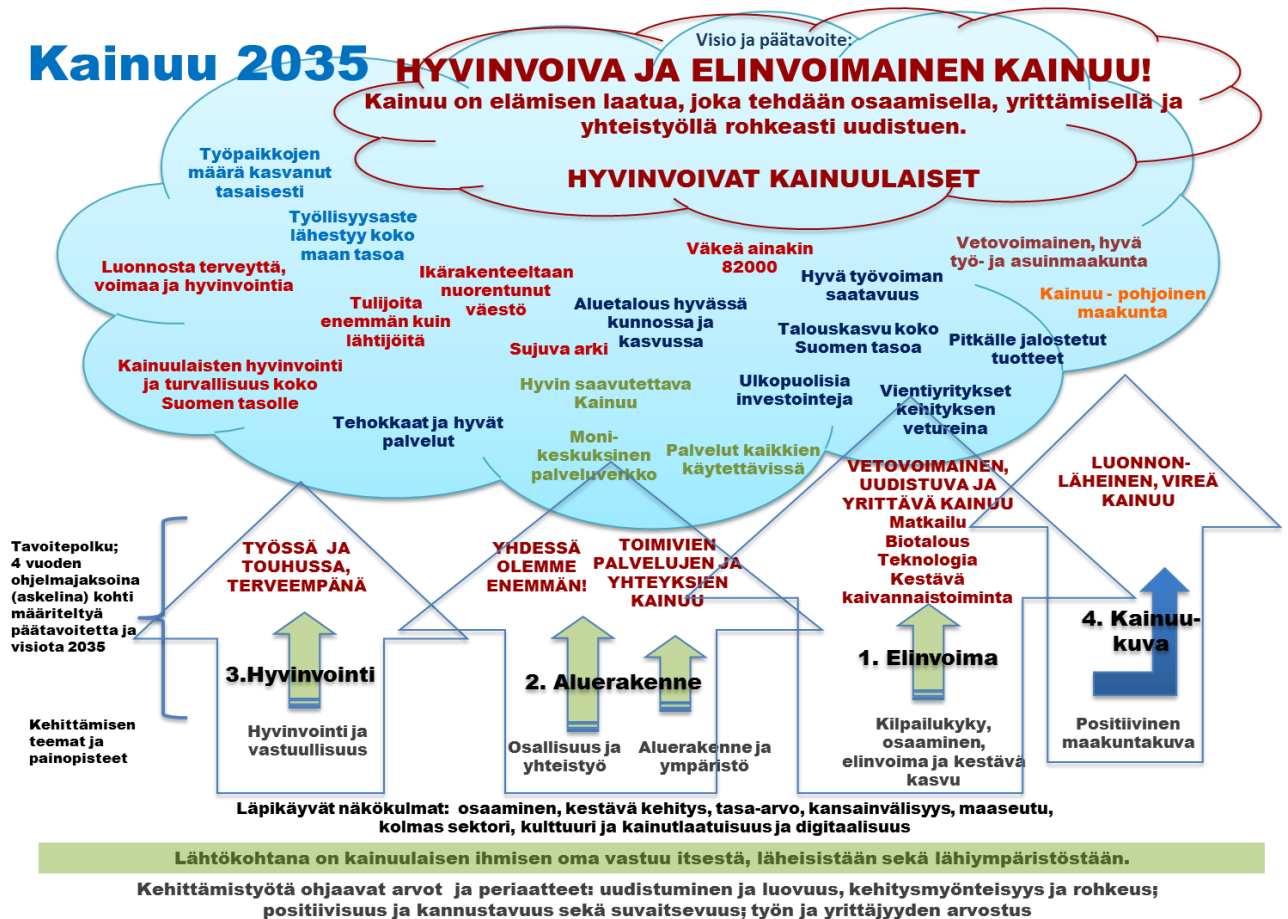 Kainuu 2035
Visio ja päätavoite:
HYVINVOIVA JA ELINVOIMAINEN KAINUU!
Kainuu on elämisen laatua, joka tehdään osaamisella, yrittämisellä ja
yhteistyöllä rohkeasti uudistuen.
HYVINVOIVAT KAINUULAISET
Työpaikkojen
määrä kasvanut
tasaisesti
Työllisyysaste
lähestyy koko
maan tasoa
Luonnosta terveyttä,
voimaa ja hyvinvointia
Ikärakenteeltaan
nuorentunut
väestö
Tulijoita
enemmän kuin
lähtijöitä
Väkeä ainakin
82000
Hyvä työvoiman
saatavuus
Vetovoimainen, hyvä
työ- ja asuinmaakunta
Kainuu - pohjoinen
maakunta
Aluetalous hyvässä
kunnossa ja
kasvussa
Talouskasvu koko
Suomen tasoa
Pitkälle jalostetut
tuotteet
Sujuva arki
Kainuulaisten hyvinvointi
ja turvallisuus koko
Suomen tasolle
Hyvin saavutettava
Kainuu
Ulkopuolisia
investointeja
Vientiyritykset
kehityksen
vetureina
Tehokkaat ja hyvät
palvelut
Moni-
keskuksinen
palveluverkko
Palvelut kaikkien
käytettävissä
Tavoitepolku;
4 vuoden
ohjelmajaksoina
(askelina) kohti
määriteltyä
päätavoitetta ja
visiota 2035
TYÖSSÄ JA
TOUHUSSA,
TERVEEMPÄNÄ
YHDESSÄ
OLEMME
ENEMMÄN!
TOIMIVIEN
PALVELUJEN JA
YHTEYKSIEN
KAINUU
VETOVOIMAINEN,
UUDISTUVA JA
YRITTÄVÄ KAINUU
Matkailu
Biotalous
Teknologia
Kestävä
kaivannaistoiminta
LUONNON-
LÄHEINEN, VIREÄ
KAINUU
3.Hyvinvointi
2. Aluerakenne
1. Elinvoima
4. Kainuu-
kuva
Kehittämisen
teemat ja
painopisteet
Hyvinvointi ja
vastuullisuus
Osallisuus ja
yhteistyö
Aluerakenne ja
ympäristö
Kilpailukyky,
osaaminen,
elinvoima ja kestävä
kasvu
Positiivinen
maakuntakuva
Läpikäyvät näkökulmat: osaaminen, kestävä kehitys, tasa-arvo, kansainvälisyys, maaseutu,
kolmas sektori, kulttuuri ja kainutlaatuisuus ja digitaalisuus
Lähtökohtana on kainuulaisen ihmisen oma vastuu itsestä, läheisistään sekä lähiympäristöstään.
Kehittämistyötä ohjaavat arvot ja periaatteet: uudistuminen ja luovuus, kehitysmyönteisyys ja rohkeus;
positiivisuus ja kannustavuus sekä suvaitsevuus; työn ja yrittäjyyden arvostus